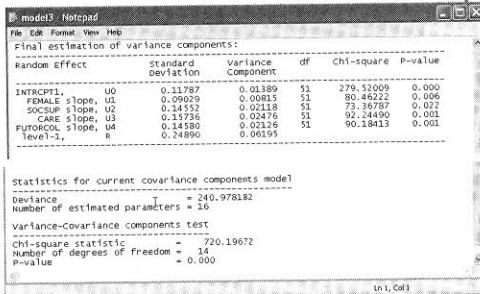 model3 - Notepad
File Edit Format View Help
Final estimation of variance components:
Random Effect Standard Variance df Chi-square P-value
Deviation Component
INTRCPT1, U0 0.11787 0.01389 51 279.52009 0.000
FEMALE slope, U1 0.09029 0.00815 51 80.46222 0.006
SOCSUP slope, U2 0.14552 0.02118 51 73.36787 0.022
CARE slope, U3 0.15736 0.02476 51 92.24490 0.001
FUTORCOL slope, U4 0.14580 0.02126 51 90.18413 0.001
level-1, R 0.24890 0.06195
Statistics for current covariance components model
Deviance = 240.978182
Number of estimated parameters = 16
Variance-Covariance components test
Chi-square statistic = 720.19672
Number of degrees of freedom = 14
P-value = 0.000
Ln 1, Col 1